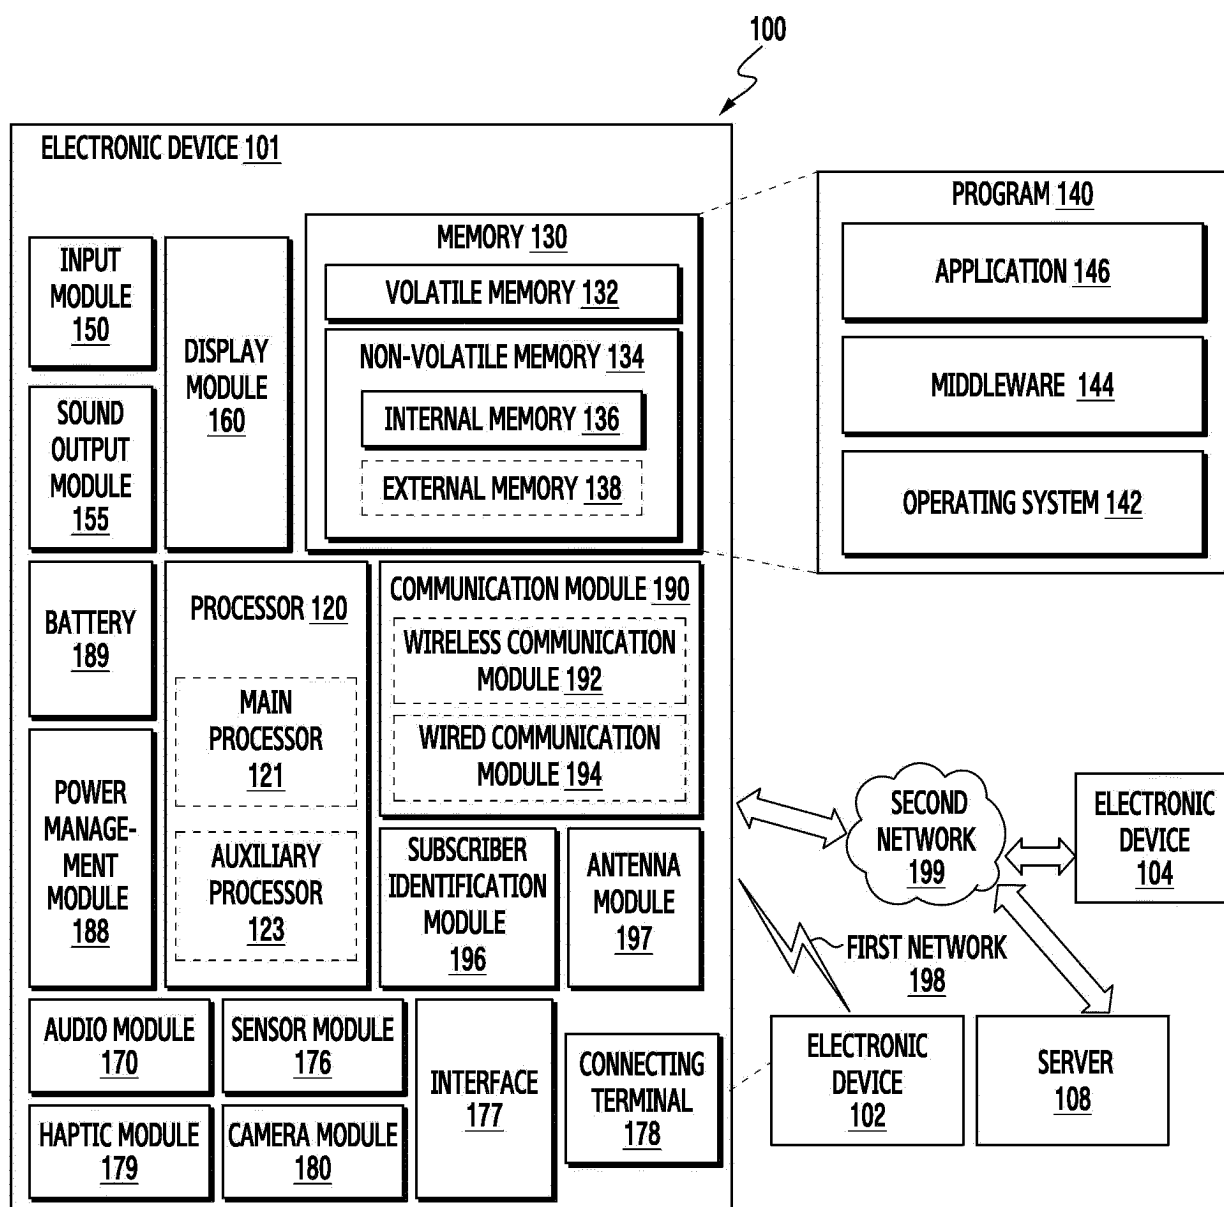 100
ELECTRONIC DEVICE 101
INPUT
MODULE
150
SOUND
OUTPUT
MODULE
155
DISPLAY
MODULE
160
MEMORY 130
VOLATILE MEMORY 132
NON-VOLATILE MEMORY 134
INTERNAL MEMORY 136
EXTERNAL MEMORY 138
PROGRAM 140
APPLICATION 146
MIDDLEWARE 144
OPERATING SYSTEM 142
BATTERY
189
POWER
MANAGE-
MENT
MODULE
188
PROCESSOR 120
MAIN
PROCESSOR
121
AUXILIARY
PROCESSOR
123
COMMUNICATION MODULE 190
WIRELESS COMMUNICATION
MODULE 192
WIRED COMMUNICATION
MODULE 194
SUBSCRIBER
IDENTIFICATION
MODULE
196
ANTENNA
MODULE
197
SECOND
NETWORK
199
ELECTRONIC
DEVICE
104
FIRST NETWORK
198
AUDIO MODULE
170
SENSOR MODULE
176
HAPTIC MODULE
179
CAMERA MODULE
180
INTERFACE
177
CONNECTING
TERMINAL
178
ELECTRONIC
DEVICE
102
SERVER
108